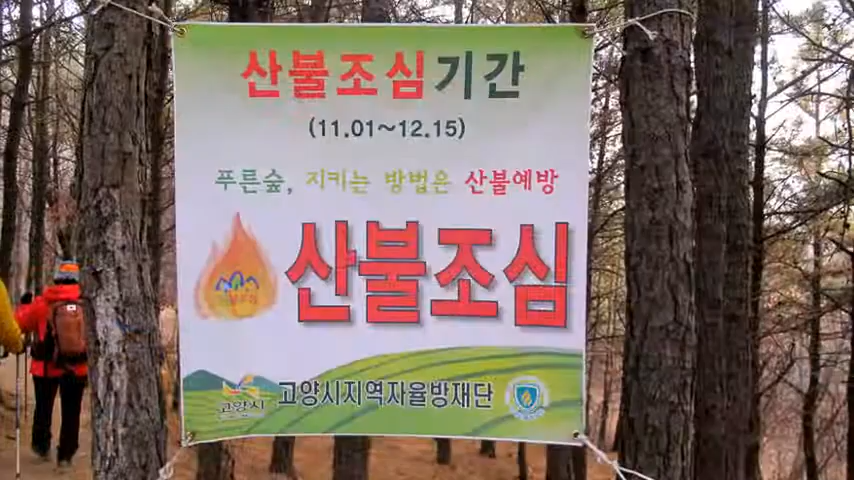 산불조심기간
(11.01~12.15)
푸른숲, 지키는 방법은 산불예방
산불조심
고양시 고양시지역자율방재단